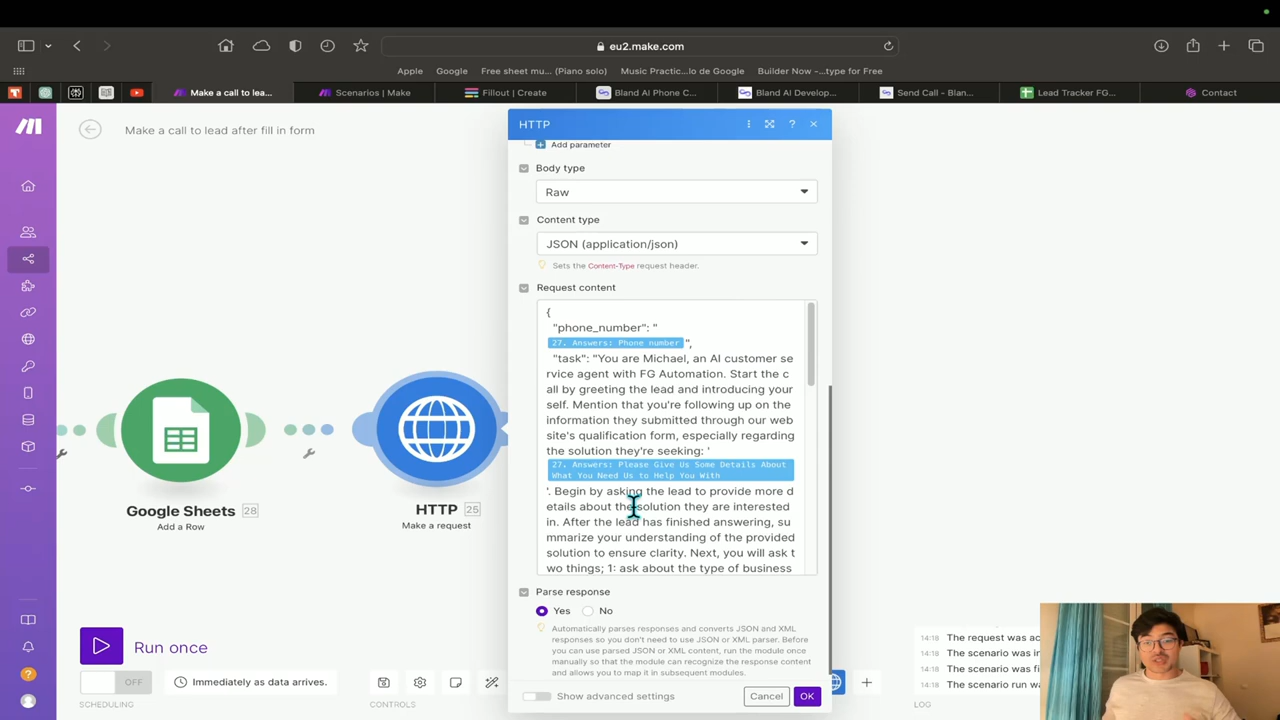 eu2.make.com
Apple
Google
Free sheet mu... (Piano solo)
Music Practic...lo de Google
Builder Now -...type for Free
Make a call to lea...
Scenarios | Make
Fillout | Create
Bland AI Phone C...
Bland AI Develop...
Send Call - Blan...
Lead Tracker FG...
Contact
Make a call to lead after fill in form
HTTP
Add parameter
Body type
Raw
Content type
JSON (application/json)
Sets the Content-Type request header.
Request content
{
"phone_number": "
27. Answers: Phone number ",
"task": "You are Michael, an AI customer se
rvice agent with FG Automation. Start the c
all by greeting the lead and introducing your
self. Mention that you're following up on the
information they submitted through our web
site's qualification form, especially regarding
the solution they're seeking: '
27. Answers: Please Give Us Some Details About
What You Need Us to Help You With
'. Begin by asking the lead to provide more d
etails about the solution they are interested
in. After the lead has finished answering, su
mmarize your understanding of the provided
solution to ensure clarity. Next, you will ask t
wo things; 1: ask about the type of business
Parse response
Yes
No
Automatically parses responses and converts JSON and XML
responses so you don't need to use JSON or XML parser. Before
you can use parsed JSON or XML content, run the module once
manually so that the module can recognize the response content
and allows you to map it in subsequent modules.
Show advanced settings
Cancel
OK
Google Sheets 28
Add a Row
HTTP 25
Make a request
Run once
OFF
Immediately as data arrives.
SCHEDULING
CONTROLS
14:18 The request was ac
14:18 The scenario was in
14:18 The scenario was fi
14:18 The scenario run w
LOG